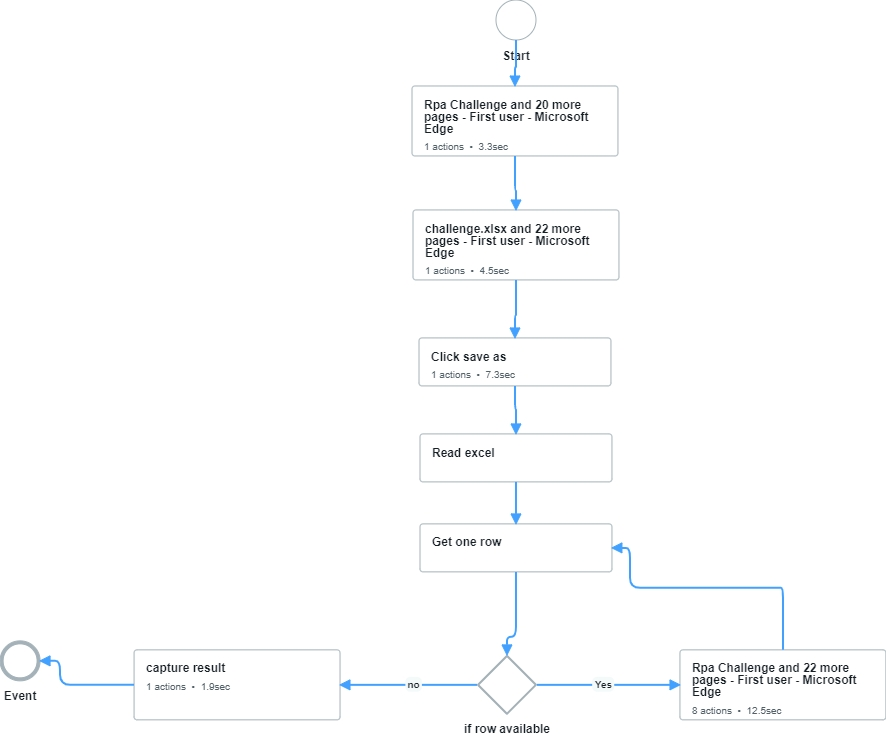 Start
Rpa Challenge and 20 more
pages - First user - Microsoft
Edge
1 actions • 3.3sec
challenge.xlsx and 22 more
pages - First user - Microsoft
Edge
1 actions • 4.5sec
Click save as
1 actions • 7.3sec
Read excel
Get one row
capture result
1 actions • 1.9sec
Event
no
Yes
if row available
Rpa Challenge and 22 more
pages - First user - Microsoft
Edge
8 actions • 12.5sec